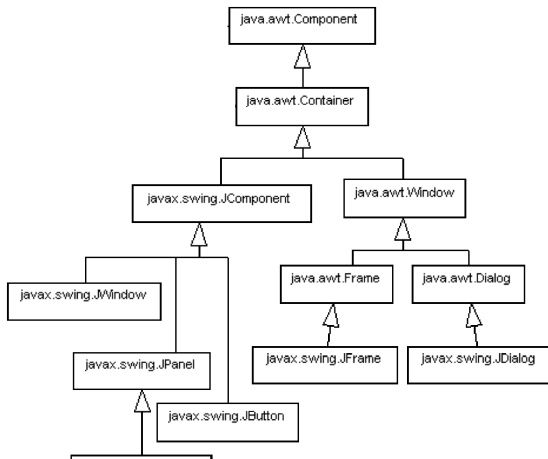 java.awt.Component
java.awt.Container
javax.swing.JComponent
java.awt.Window
javax.swing.JWindow
java.awt.Frame
java.awt.Dialog
javax.swing.JPanel
javax.swing.JFrame
javax.swing.JDialog
javax.swing.JButton